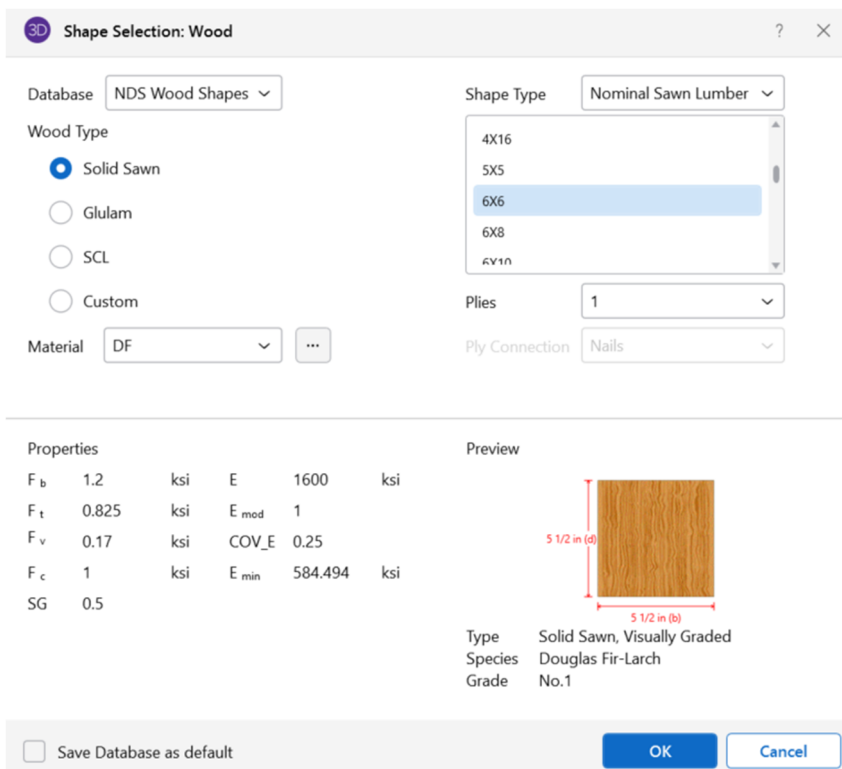 3D Shape Selection: Wood ?
Database NDS Wood Shapes
Shape Type Nominal Sawn Lumber
Wood Type
Solid Sawn
Glulam
SCL
Custom
Material DF ...
4X16
5X5
6X6
6X8
6X10
Plies 1
Ply Connection Nails
Properties
F b 1.2 ksi E 1600 ksi
F t 0.825 ksi E mod 1
F v 0.17 ksi COV_E 0.25
F c 1 ksi E min 584.494 ksi
SG 0.5
Preview
5 1/2 in (d)
5 1/2 in (b)
Type Solid Sawn, Visually Graded
Species Douglas Fir-Larch
Grade No.1
Save Database as default
OK Cancel